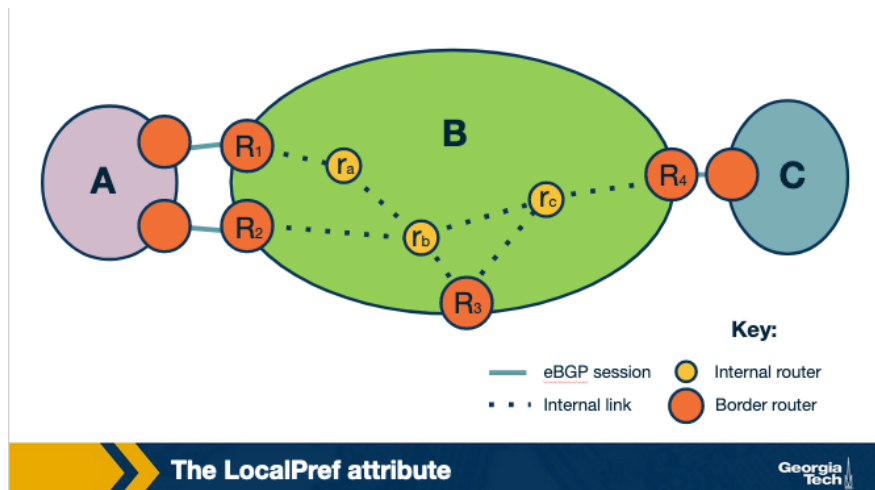 A
B
C
R1
R2
R3
R4
ra
rb
rc
Key:
eBGP session
Internal router
Internal link
Border router
The LocalPref attribute
Georgia
Tech